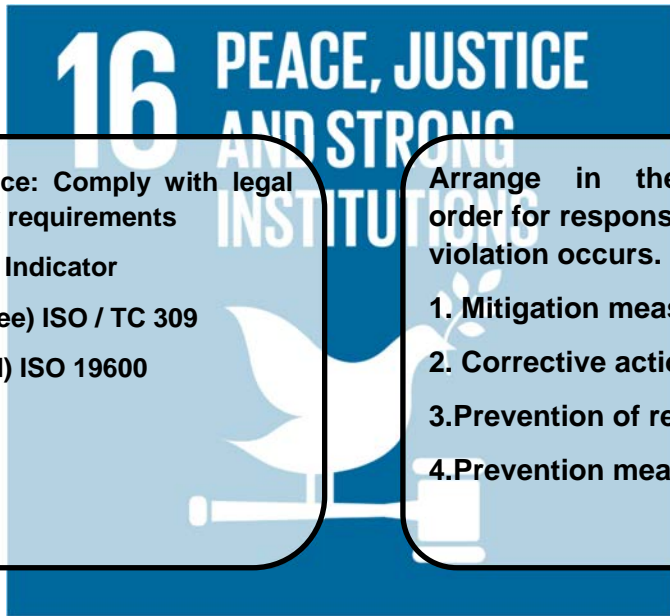 16 PEACE, JUSTICE
AND STRONG
INSTITUTIONS
ce: Comply with legal
requirements
Indicator
ee) ISO / TC 309
) ISO 19600
Arrange in the
order for respons
violation occurs.
1. Mitigation meas
2. Corrective actio
3.Prevention of re
4.Prevention mea